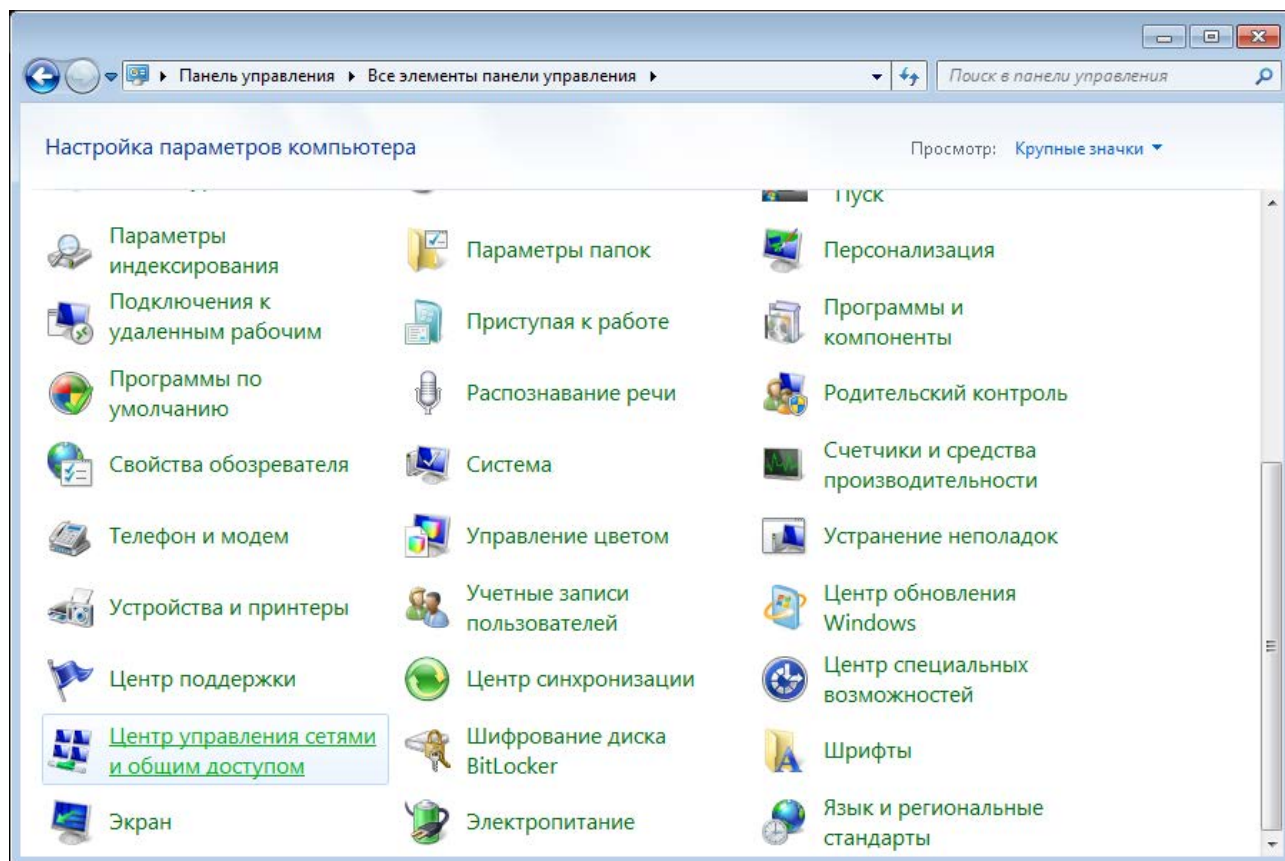 Панель управления
Все элементы панели управления
Поиск в панели управления
Настройка параметров компьютера
Просмотр: Крупные значки
Пуск
Параметры
индексирования
Параметры папок
Персонализация
Подключения к
удаленным рабочим
Приступая к работе
Программы и
компоненты
Программы по
умолчанию
Распознавание речи
Родительский контроль
Свойства обозревателя
Система
Счетчики и средства
производительности
Телефон и модем
Управление цветом
Устранение неполадок
Устройства и принтеры
Учетные записи
пользователей
Центр обновления
Windows
Центр поддержки
Центр синхронизации
Центр специальных
возможностей
Центр управления сетями
и общим доступом
Шифрование диска
BitLocker
Шрифты
Экран
Электропитание
Язык и региональные
стандарты